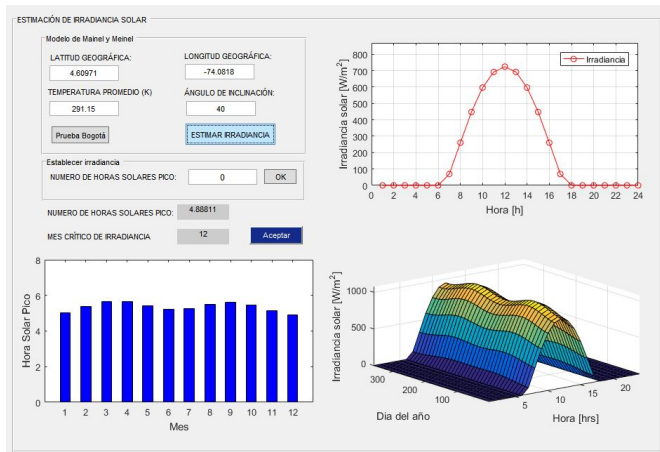 ESTIMACIÓN DE IRRADIANCIA SOLAR
Modelo de Mainel y Meinel
LATITUD GEOGRÁFICA:
LONGITUD GEOGRÁFICA:
4.60971
-74.0818
TEMPERATURA PROMEDIO (K)
ÁNGULO DE INCLINACIÓN:
291.15
40
Prueba Bogotá
ESTIMAR IRRADIANCIA
Establecer irradiancia
NUMERO DE HORAS SOLARES PICO:
0
OK
NUMERO DE HORAS SOLARES PICO:
4.88811
MES CRÌTICO DE IRRADIANCIA
12
Aceptar
Irradiancia solar [W/m²]
800
700
600
500
400
300
200
100
0
0 2 4 6 8 10 12 14 16 18 20 22 24
Hora [h]
Irradiancia
Hora Solar Pico
8
6
4
2
0
1 2 3 4 5 6 7 8 9 10 11 12
Mes
Irradiancia solar [W/m²]
1000
500
0
300
200
100
Dia del año
5
10
15
20
Hora [hrs]